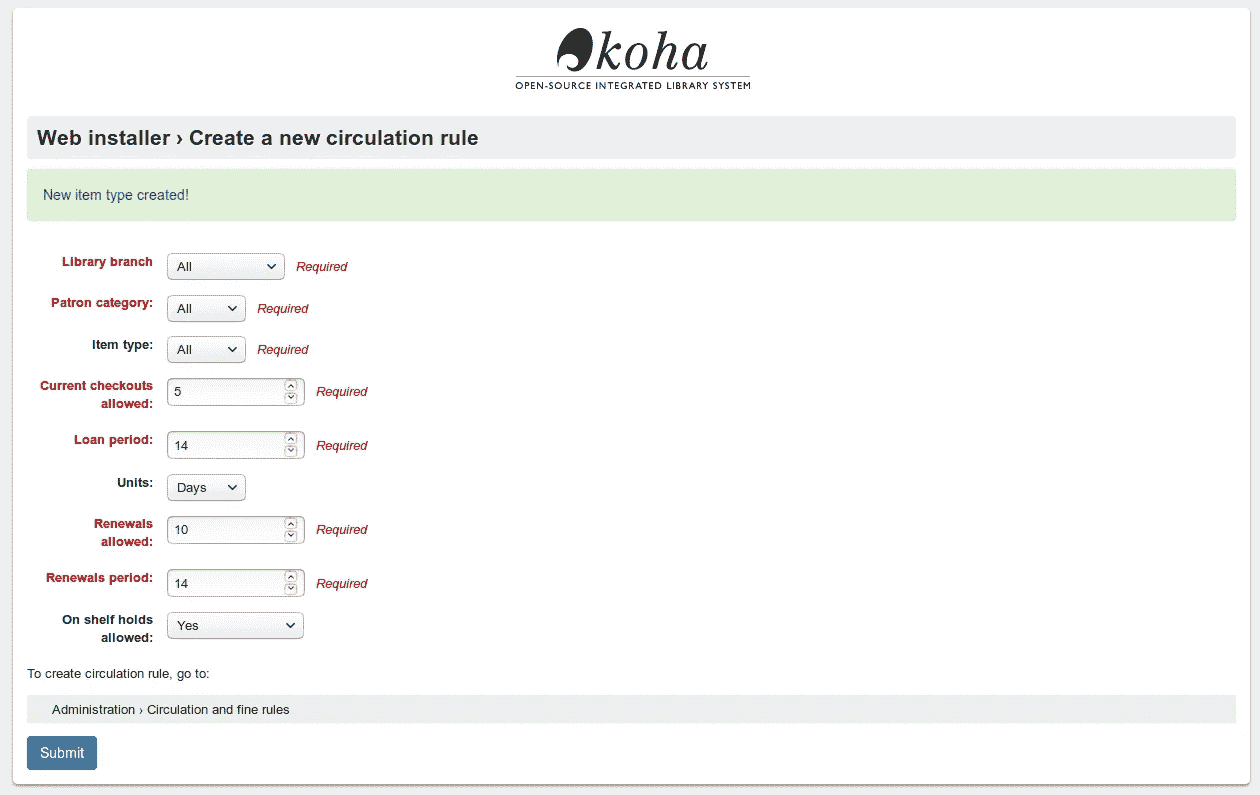 koha
OPEN-SOURCE INTEGRATED LIBRARY SYSTEM
Web installer › Create a new circulation rule
New item type created!
Library branch All Required
Patron category: All Required
Item type: All Required
Current checkouts
allowed: 5 Required
Loan period: 14 Required
Units: Days
Renewals
allowed: 10 Required
Renewals period: 14 Required
On shelf holds
allowed: Yes
To create circulation rule, go to:
Administration › Circulation and fine rules
Submit